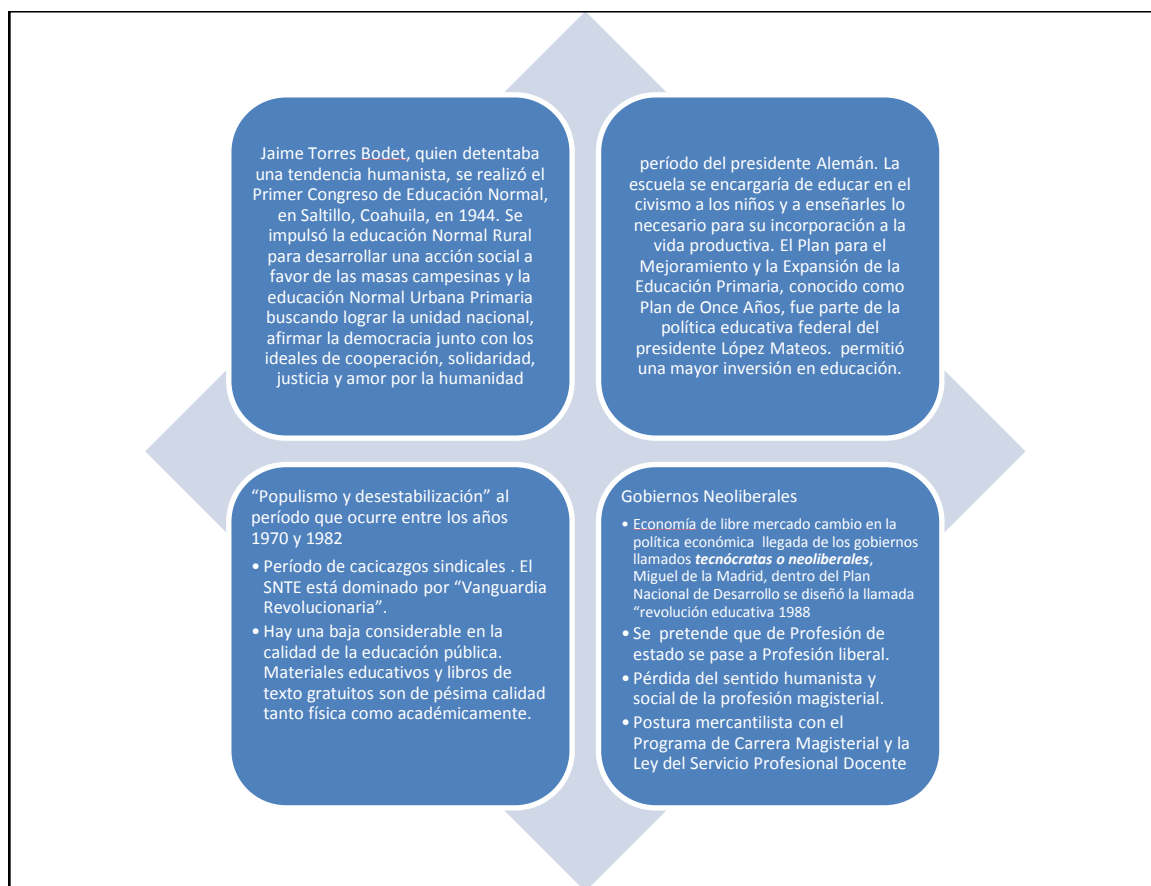 Jaime Torres Bodet, quien detentaba
una tendencia humanista, se realizó el
Primer Congreso de Educación Normal,
en Saltillo, Coahuila, en 1944. Se
impulsó la educación Normal Rural
para desarrollar una acción social a
favor de las masas campesinas y la
educación Normal Urbana Primaria
buscando lograr la unidad nacional,
afirmar la democracia junto con los
ideales de cooperación, solidaridad,
justicia y amor por la humanidad
período del presidente Alemán. La
escuela se encargaría de educar en el
civismo a los niños y a enseñarles lo
necesario para su incorporación a la
vida productiva. El Plan para el
Mejoramiento y la Expansión de la
Educación Primaria, conocido como
Plan de Once Años, fue parte de la
política educativa federal del
presidente López Mateos. permitió
una mayor inversión en educación.
“Populismo y desestabilización” al
período que ocurre entre los años
1970 y 1982
• Período de cacicazgos sindicales . El
SNTE está dominado por “Vanguardia
Revolucionaria”.
• Hay una baja considerable en la
calidad de la educación pública.
Materiales educativos y libros de
texto gratuitos son de pésima calidad
tanto física como académicamente.
Gobiernos Neoliberales
• Economía de libre mercado cambio en la
política económica llegada de los gobiernos
llamados tecnócratas o neoliberales,
Miguel de la Madrid, dentro del Plan
Nacional de Desarrollo se diseñó la llamada
“revolución educativa 1988
• Se pretende que de Profesión de
estado se pase a Profesión liberal.
• Pérdida del sentido humanista y
social de la profesión magisterial.
• Postura mercantilista con el
Programa de Carrera Magisterial y la
Ley del Servicio Profesional Docente